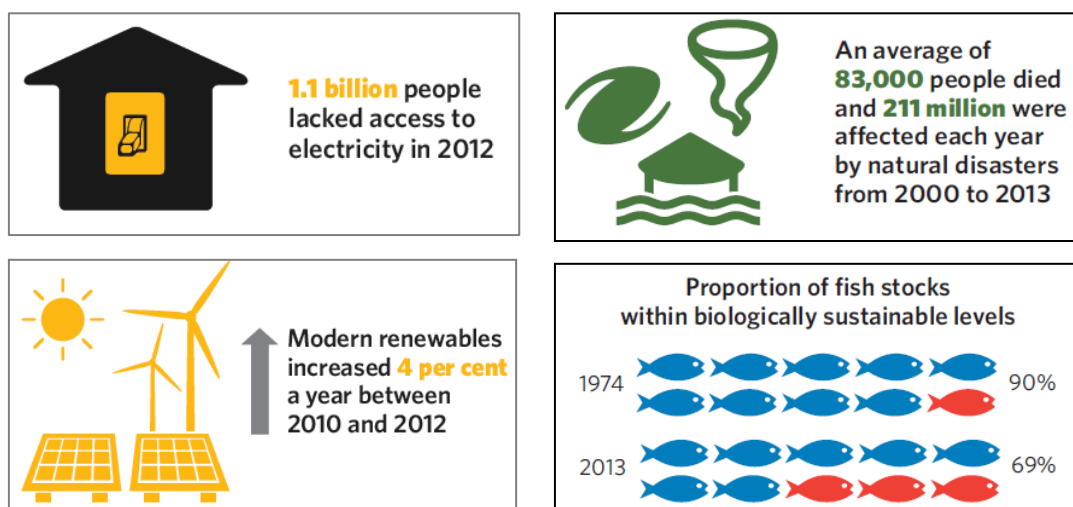 1.1 billion people
lacked access to
electricity in 2012
An average of
83,000 people died
and 211 million were
affected each year
by natural disasters
from 2000 to 2013
Modern renewables
increased 4 per cent
a year between
2010 and 2012
Proportion of fish stocks
within biologically sustainable levels
1974 90%
2013 69%